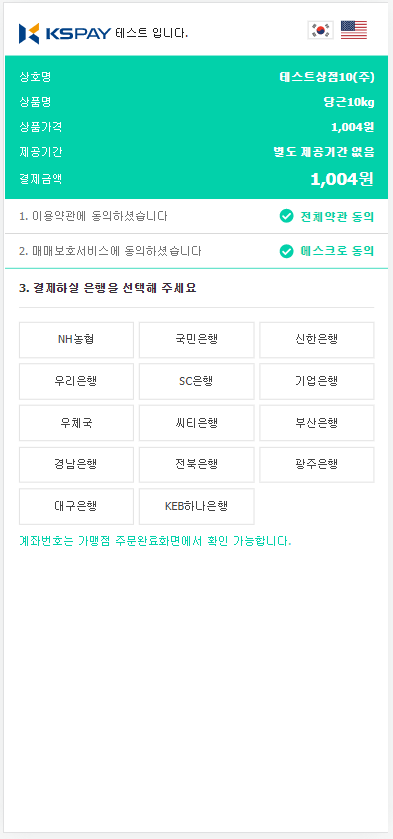 KSPAY 테스트 입니다.
상호명 테스트상점10(주)
상품명 당근10kg
상품가격 1,004원
제공기간 별도 제공기간 없음
결제금액 1,004원
1. 이용약관에 동의하셨습니다 전체약관 동의
2. 매매보호서비스에 동의하셨습니다 에스크로 동의
3. 결제하실 은행을 선택해 주세요
NH농협 국민은행 신한은행
우리은행 SC은행 기업은행
우체국 씨티은행 부산은행
경남은행 전북은행 광주은행
대구은행 KEB하나은행
계좌번호는 가맹점 주문완료화면에서 확인 가능합니다.